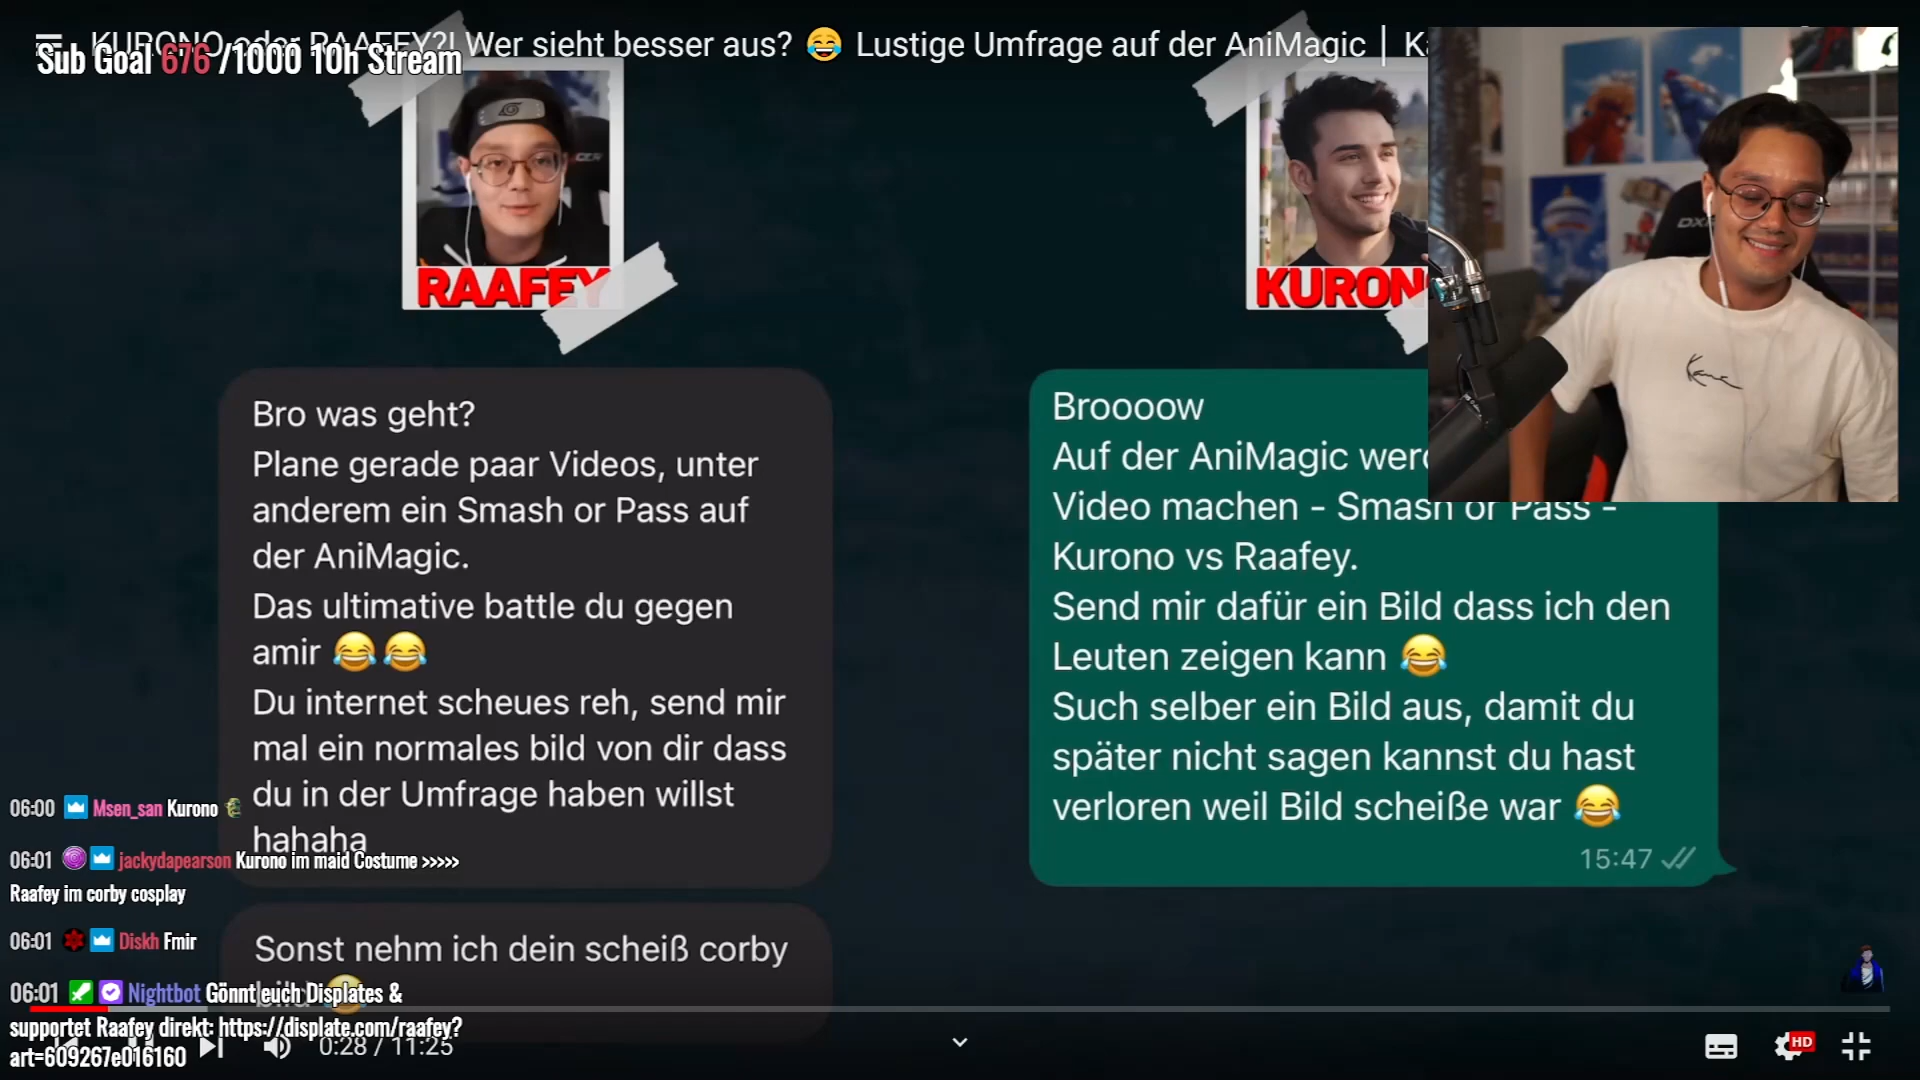 KURONO oder RAAFEY?! Wer sieht besser aus? 😂 Lustige Umfrage auf der AniMagic |
Sub Goal 676 /1000 10h Stream
RAAFEY
KURON
Bro was geht?
Plane gerade paar Videos, unter
anderem ein Smash or Pass auf
der AniMagic.
Das ultimative battle du gegen
amir 😂😂
Du internet scheues reh, send mir
mal ein normales bild von dir dass
du in der Umfrage haben willst
hahaha
Sonst nehm ich dein scheiß corby
bild 😂
Broooow
Auf der AniMagic
Video machen - Smash or Pass -
Kurono vs Raafey.
Send mir dafür ein Bild dass ich den
Leuten zeigen kann 😂
Such selber ein Bild aus, damit du
später nicht sagen kannst du hast
verloren weil Bild scheiße war 😂
15:47
06:00 Msen_san Kurono
06:01 jackydapearson Kurono im maid Costume >>>>>
Raafey im corby cosplay
06:01 Diskh Fmir
06:01 Nightbot Gönnt euch Displates &
supportet Raafey direkt: https://displate.com/raafey?
art=609267e016160
0:28 / 11:25
HD